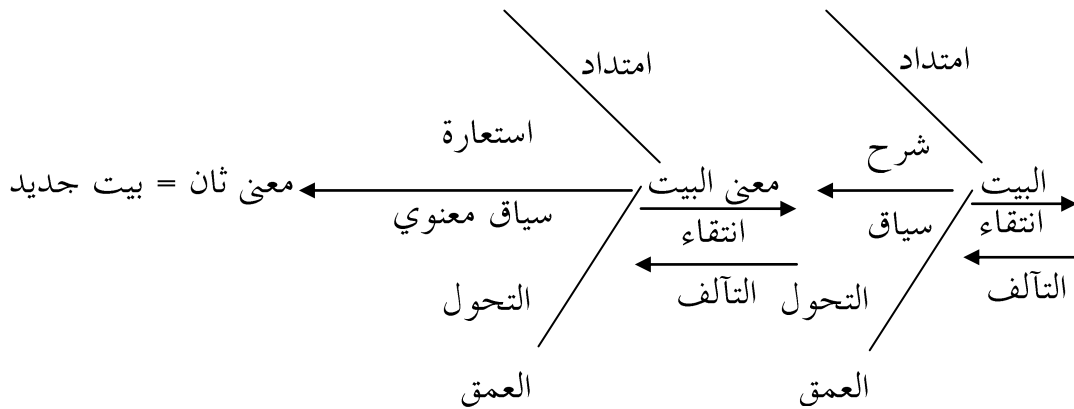 امتداد امتداد
شرح استعارة
البيت معنى البيت معنى ثان = بيت جديد
انتقاء سياق انتقاء سياق معنوي
التآلف التحول التآلف التحول
العمق العمق